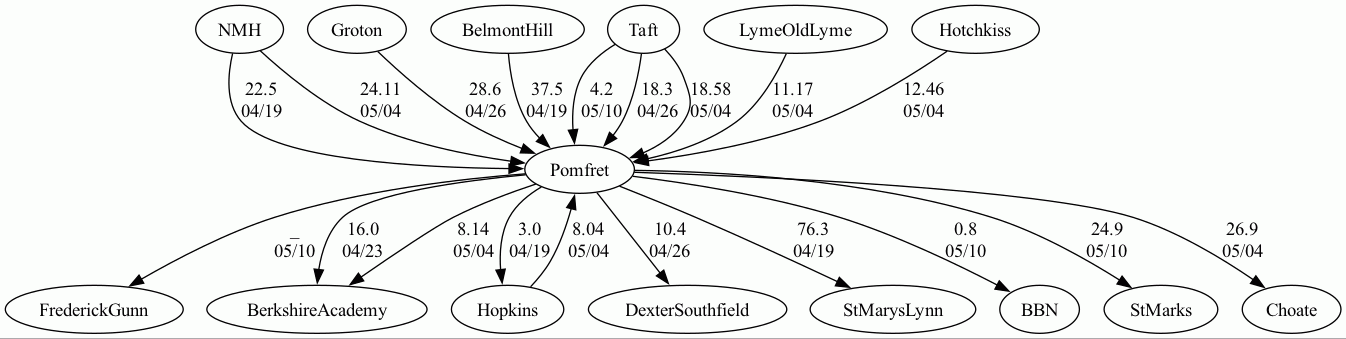 NMH
Groton
BelmontHill
Taft
LymeOldLyme
Hotchkiss
22.5
04/19
24.11
05/04
28.6
04/26
37.5
04/19
4.2
05/10
18.3
04/26
18.58
05/04
11.17
05/04
12.46
05/04
Pomfret
_
05/10
16.0
04/23
8.14
05/04
3.0
04/19
8.04
05/04
10.4
04/26
76.3
04/19
0.8
05/10
24.9
05/10
26.9
05/04
FrederickGunn
BerkshireAcademy
Hopkins
DexterSouthfield
StMarysLynn
BBN
StMarks
Choate